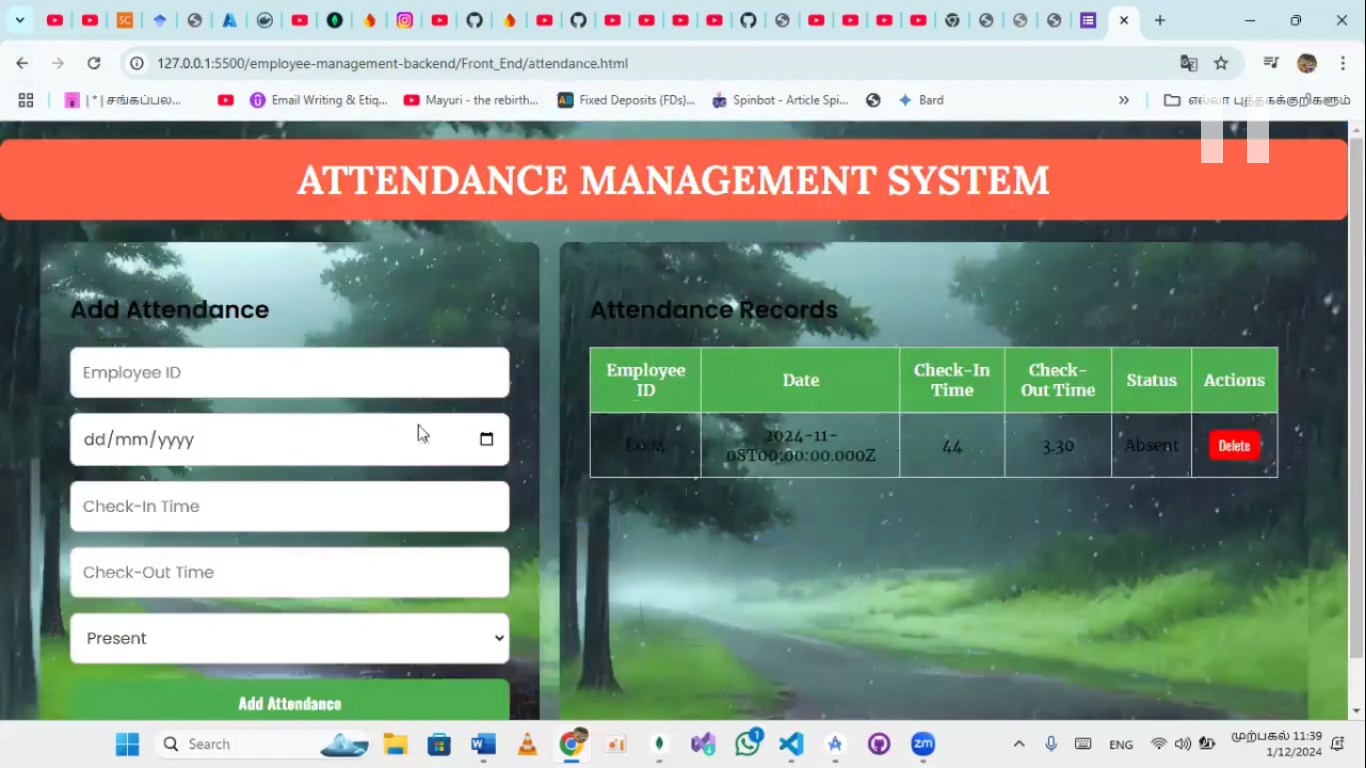 SC
127.0.0.1:5500/employee-management-backend/Front_End/attendance.html
| * | சங்கப்பல...
Email Writing & Etiq...
Mayuri - the rebirth...
Fixed Deposits (FDs)...
Spinbot - Article Spi...
Bard
»
எல்லா புத்தகக்குறிகளும்
ATTENDANCE MANAGEMENT SYSTEM
Add Attendance
Employee ID
dd/mm/yyyy
Check-In Time
Check-Out Time
Present
Add Attendance
Attendance Records
Employee ID
Date
Check-In Time
Check-Out Time
Status
Actions
E004
2024-11-08T00:00:00.000Z
44
3.30
Absent
Delete
Search
ENG
முற்பகல் 11:39
1/12/2024